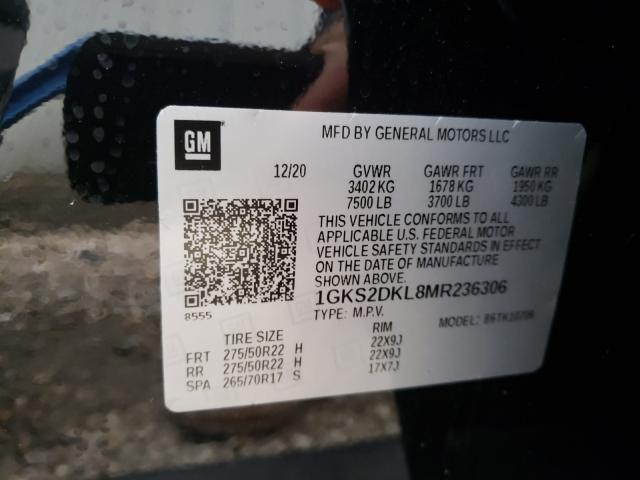 GM
MFD BY GENERAL MOTORS LLC
12/20 GVWR GAWR FRT GAWR RR
3402 KG 1678 KG 1950 KG
7500 LB 3700 LB 4300 LB
THIS VEHICLE CONFORMS TO ALL
APPLICABLE U.S. FEDERAL MOTOR
VEHICLE SAFETY STANDARDS IN EFFECT
ON THE DATE OF MANUFACTURE
SHOWN ABOVE.
1GKS2DKL8MR236306
8555
TYPE: M.P.V. MODEL:
TIRE SIZE RIM
FRT 275/50R22 H 22X9J
RR 275/50R22 H 22X9J
SPA 265/70R17 S 17X7J